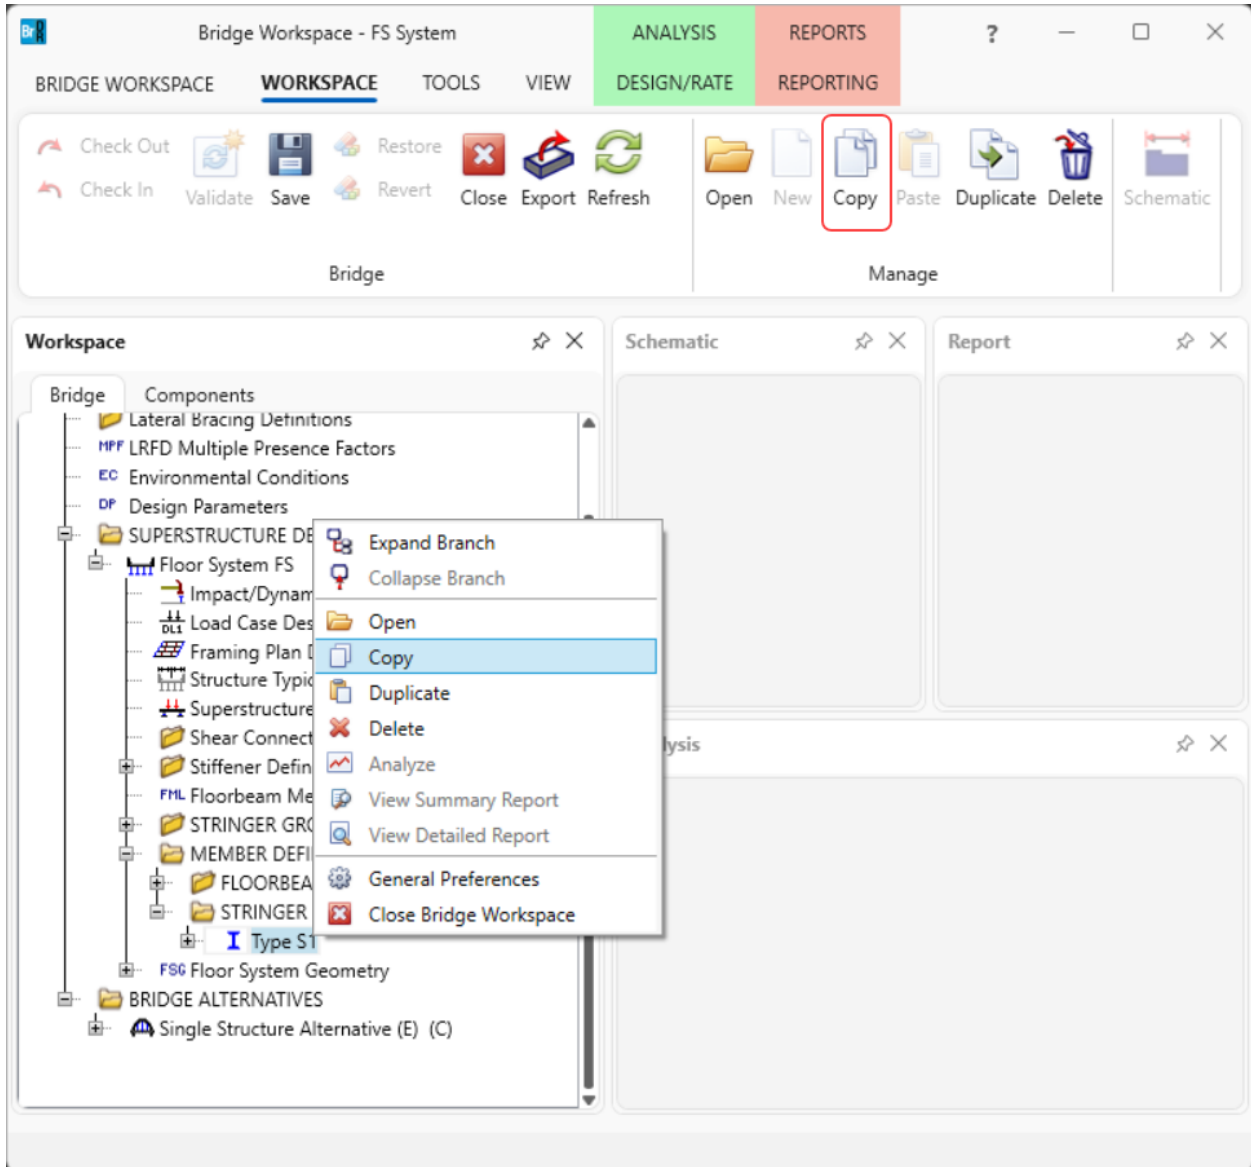 Br DR Bridge Workspace - FS System ANALYSIS REPORTS ?
BRIDGE WORKSPACE WORKSPACE TOOLS VIEW DESIGN/RATE REPORTING
Check Out
Check In
Validate
Save
Restore
Revert
Close
Export
Refresh
Bridge
Open
New
Copy
Paste
Duplicate
Delete
Manage
Schematic
Workspace
Bridge Components
Lateral Bracing Definitions
MPF LRFD Multiple Presence Factors
EC Environmental Conditions
DP Design Parameters
SUPERSTRUCTURE DE
Floor System FS
Impact/Dynam
DL1 Load Case Des
Framing Plan D
Structure Typic
Superstructure
Shear Connect
Stiffener Defin
FML Floorbeam Me
STRINGER GRO
MEMBER DEFI
FLOORBEA
STRINGER
I Type S1
FSG Floor System Geometry
BRIDGE ALTERNATIVES
Single Structure Alternative (E) (C)
Expand Branch
Collapse Branch
Open
Copy
Duplicate
Delete
Analyze
View Summary Report
View Detailed Report
General Preferences
Close Bridge Workspace
Schematic
Report
lysis